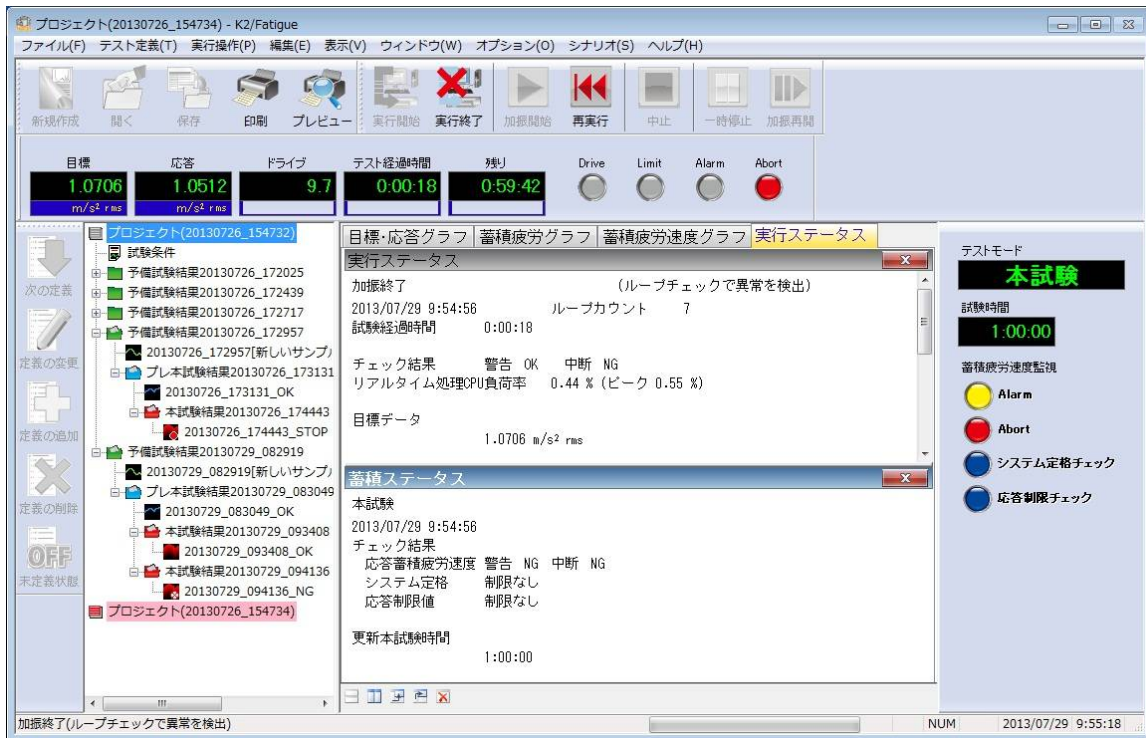 プロジェクト(20130726_154734) - K2/Fatigue
ファイル(F) テスト定義(T) 実行操作(P) 編集(E) 表示(V) ウィンドウ(W) オプション(O) シナリオ(S) ヘルプ(H)
新規作成 開く 保存 印刷 プレビュー 実行開始 実行終了 加振開始 再実行 中止 一時停止 加振再開
目標 応答 ドライブ テスト経過時間 残り Drive Limit Alarm Abort
1.0706 1.0512 9.7 0:00:18 0:59:42
m/s² rms m/s² rms
次の定義
定義の変更
定義の追加
定義の削除
OFF
未定義状態
プロジェクト(20130726_154732)
試験条件
予備試験結果20130726_172025
予備試験結果20130726_172439
予備試験結果20130726_172717
予備試験結果20130726_172957
20130726_172957[新しいサンプル
プレ本試験結果20130726_173131
20130726_173131_OK
本試験結果20130726_174443
20130726_174443_STOP
予備試験結果20130729_082919
20130729_082919[新しいサンプル
プレ本試験結果20130729_083049
20130729_083049_OK
本試験結果20130729_093408
20130729_093408_OK
本試験結果20130729_094136
20130729_094136_NG
プロジェクト(20130726_154734)
目標・応答グラフ 蓄積疲労グラフ 蓄積疲労速度グラフ 実行ステータス
実行ステータス
加振終了 (ループチェックで異常を検出)
2013/07/29 9:54:56 ループカウント 7
試験経過時間 0:00:18
チェック結果 警告 OK 中断 NG
リアルタイム処理CPU負荷率 0.44 % (ピーク 0.55 %)
目標データ
1.0706 m/s² rms
蓄積ステータス
本試験
2013/07/29 9:54:56
チェック結果
応答蓄積疲労速度 警告 NG 中断 NG
システム定格 制限なし
応答制限値 制限なし
更新本試験時間
1:00:00
テストモード
本試験
試験時間
1:00:00
蓄積疲労速度監視
Alarm
Abort
システム定格チェック
応答制限チェック
加振終了(ループチェックで異常を検出) NUM 2013/07/29 9:55:18